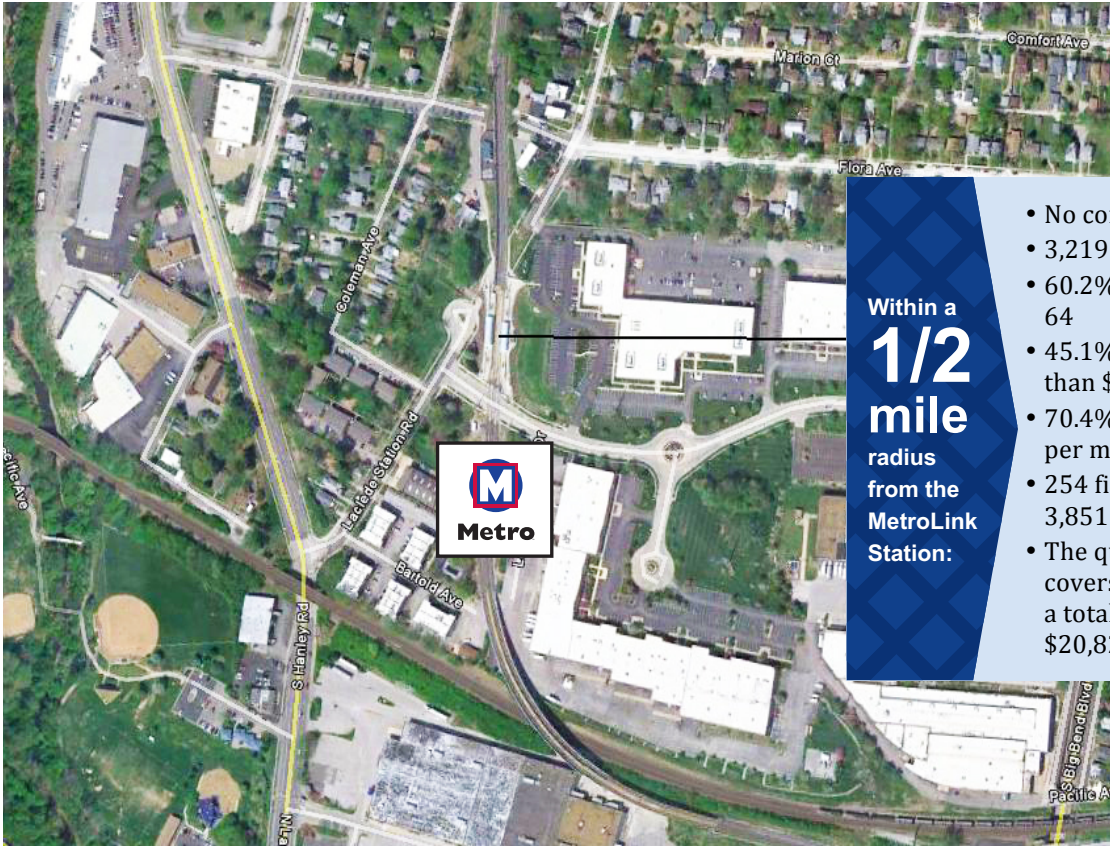 Comfort Ave
Marion Ct
Flora Ave
Coleman Ave
Laclede Station Rd
M
Metro
Bartold Ave
S Hanley Rd
S Big Bend Blvd
Within a
1/2
mile
radius
from the
MetroLink
Station:
• No co
• 3,219
• 60.2%
64
• 45.1%
than $
• 70.4%
per m
• 254 fi
3,851
• The q
covers
a total
$20,8